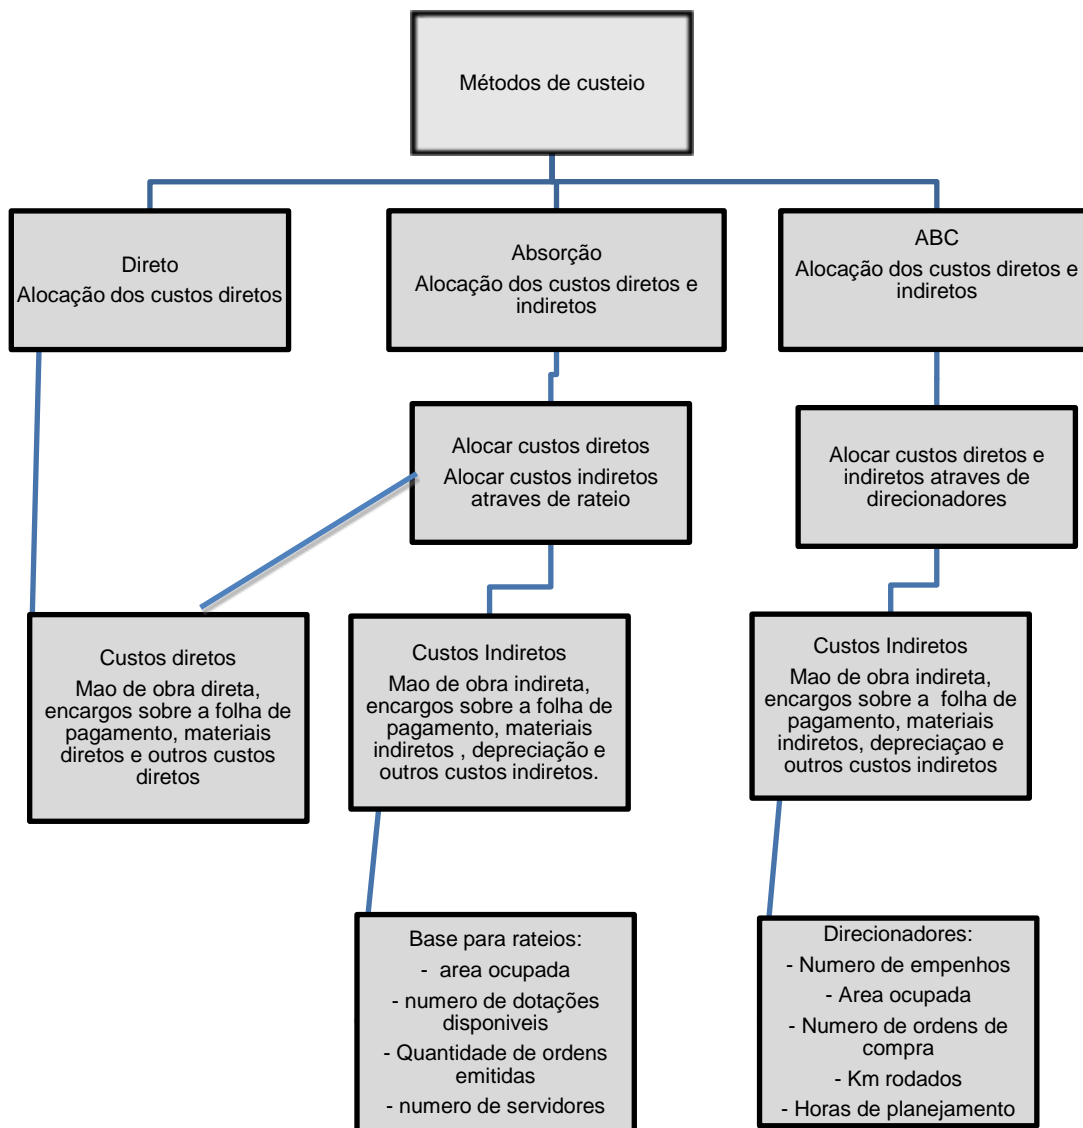 Métodos de custeio
Direto
Alocação dos custos diretos
Absorção
Alocação dos custos diretos e
indiretos
ABC
Alocação dos custos diretos e
indiretos
Alocar custos diretos
Alocar custos indiretos
atraves de rateio
Alocar custos diretos e
indiretos atraves de
direcionadores
Custos diretos
Mao de obra direta,
encargos sobre a folha de
pagamento, materiais
diretos e outros custos
diretos
Custos Indiretos
Mao de obra indireta,
encargos sobre a folha de
pagamento, materiais
indiretos , depreciação e
outros custos indiretos.
Custos Indiretos
Mao de obra indireta,
encargos sobre a folha de
pagamento, materiais
indiretos, depreciaçao e
outros custos indiretos
Base para rateios:
- area ocupada
- numero de dotações
disponiveis
- Quantidade de ordens
emitidas
- numero de servidores
Direcionadores:
- Numero de empenhos
- Area ocupada
- Numero de ordens de
compra
- Km rodados
- Horas de planejamento